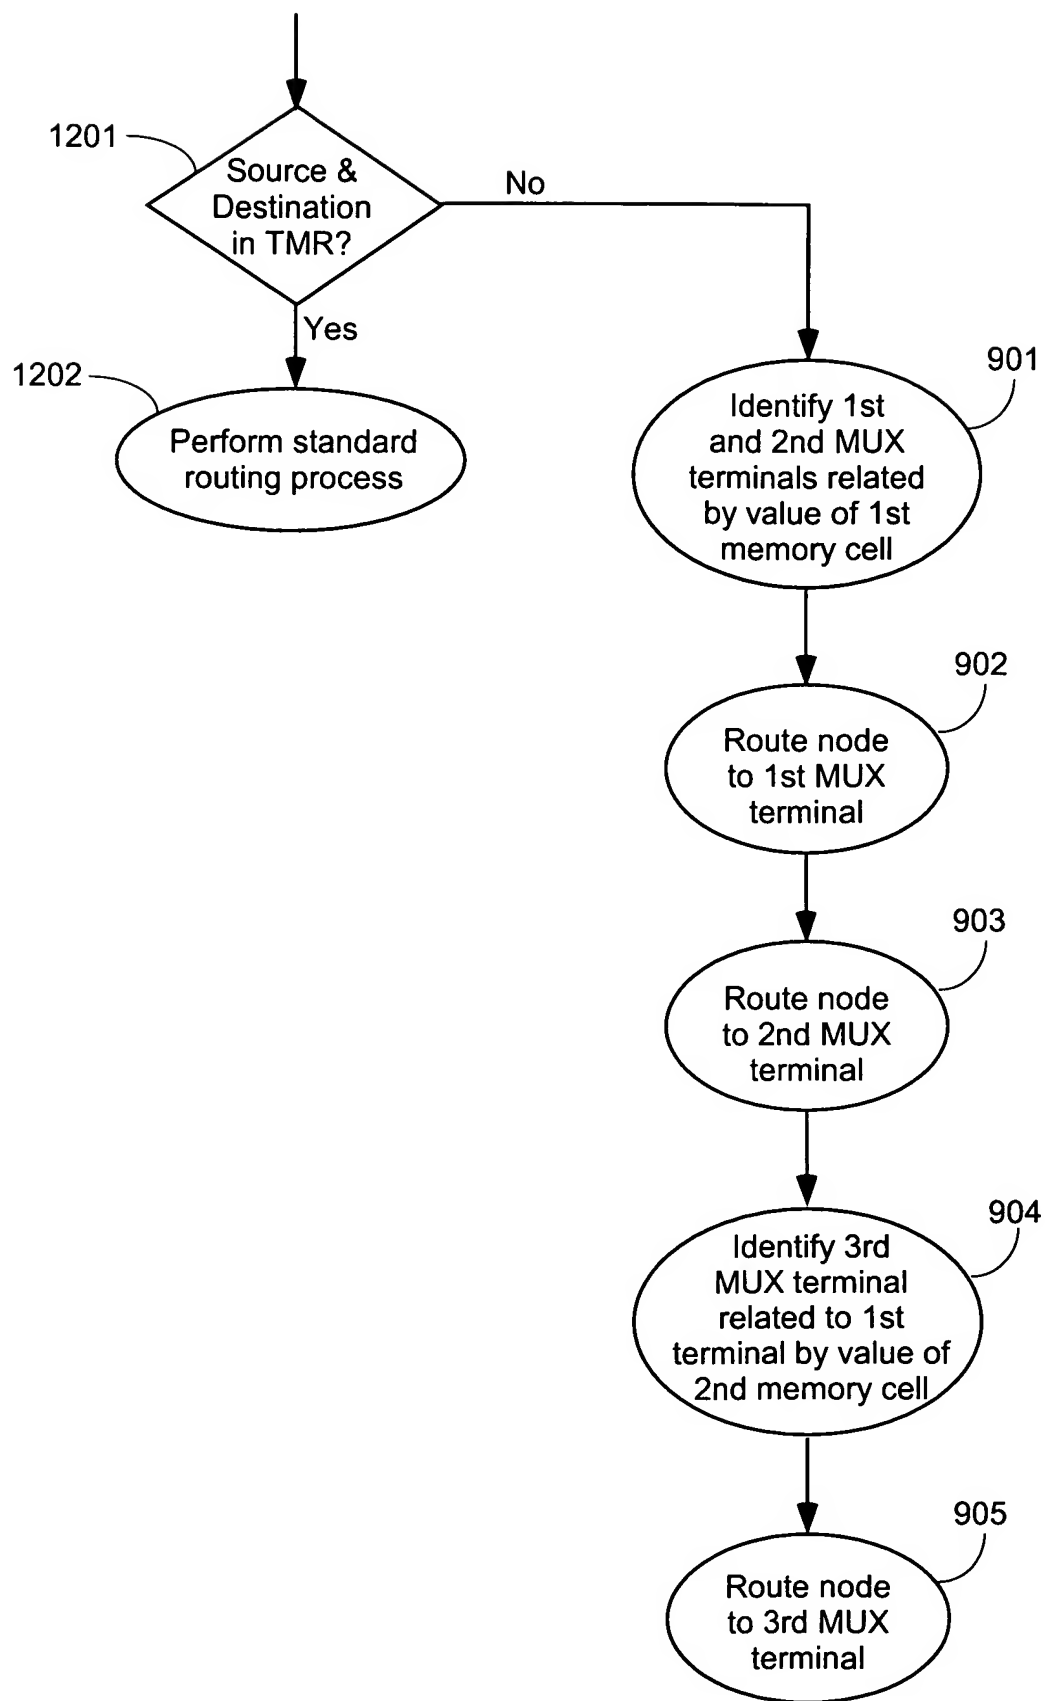 1201
Source &
Destination
in TMR?
No
Yes
1202
Perform standard
routing process
901
Identify 1st
and 2nd MUX
terminals related
by value of 1st
memory cell
902
Route node
to 1st MUX
terminal
903
Route node
to 2nd MUX
terminal
904
Identify 3rd
MUX terminal
related to 1st
terminal by value of
2nd memory cell
905
Route node
to 3rd MUX
terminal